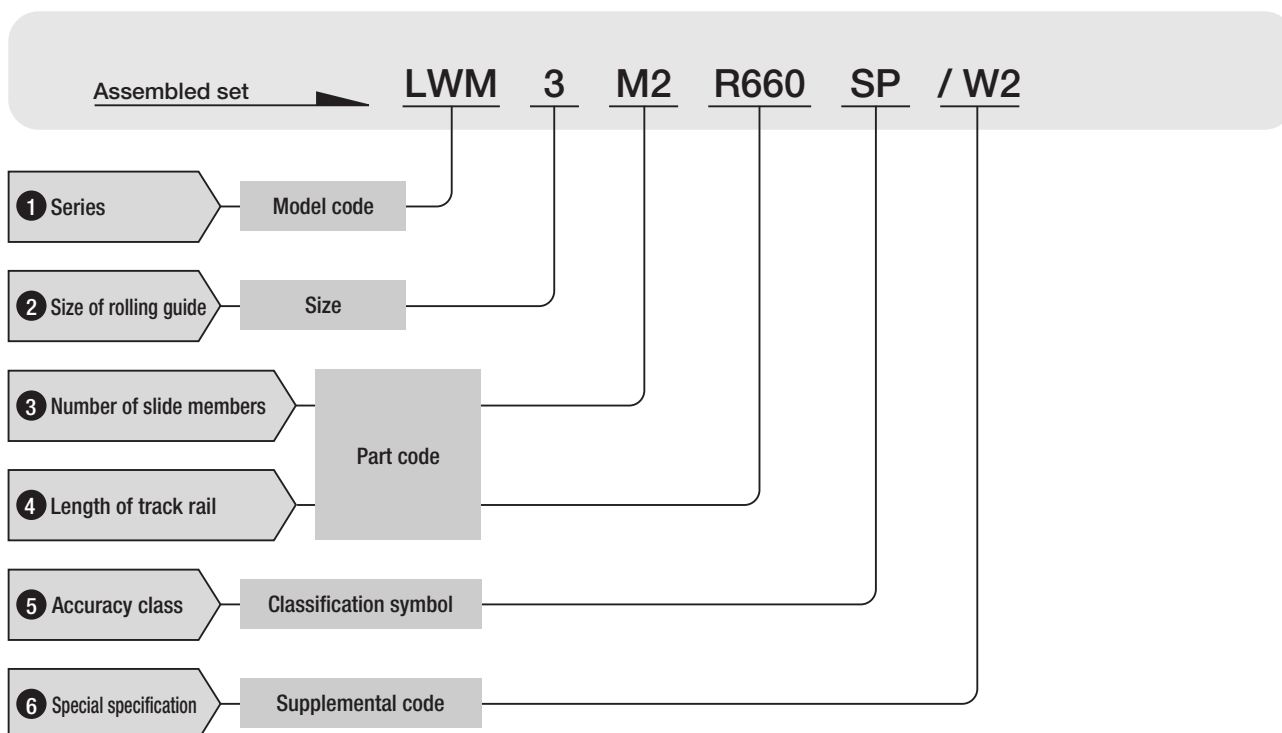 Assembled set LWM 3 M2 R660 SP / W2
1 Series Model code
2 Size of rolling guide Size
3 Number of slide members
Part code
4 Length of track rail
5 Accuracy class Classification symbol
6 Special specification Supplemental code